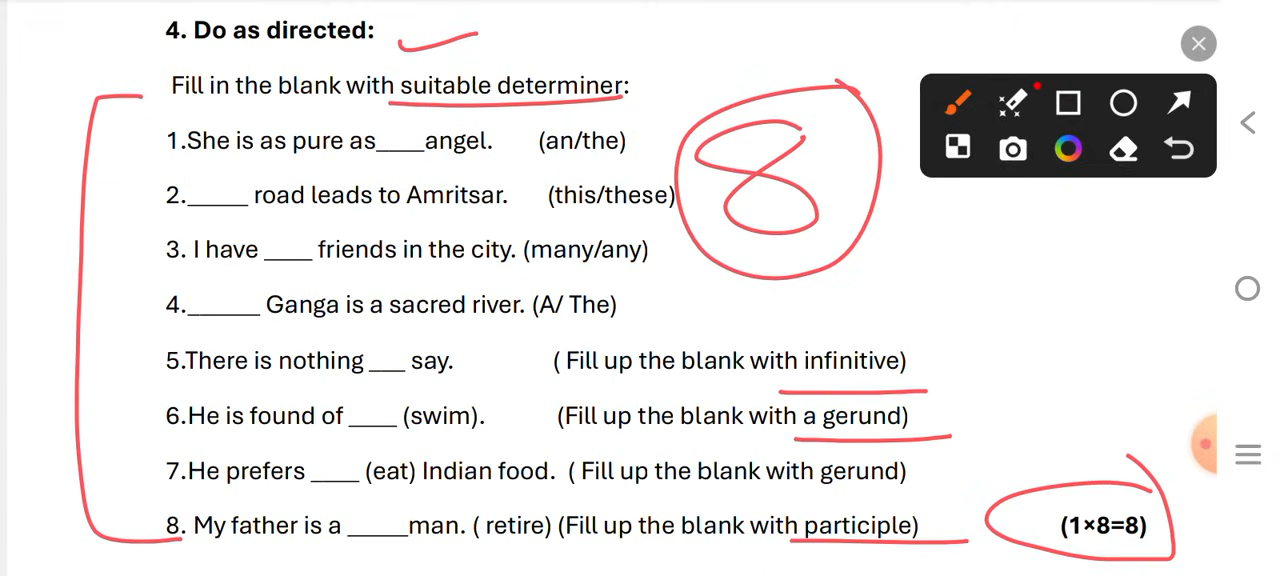 4. Do as directed:
Fill in the blank with suitable determiner:
1.She is as pure as____angel. (an/the)
2._____ road leads to Amritsar. (this/these)
3. I have ____ friends in the city. (many/any)
4.______ Ganga is a sacred river. (A/ The)
5.There is nothing ___ say. ( Fill up the blank with infinitive)
6.He is found of ____ (swim). (Fill up the blank with a gerund)
7.He prefers ____ (eat) Indian food. ( Fill up the blank with gerund)
8. My father is a _____man. ( retire) (Fill up the blank with participle) (1×8=8)
8